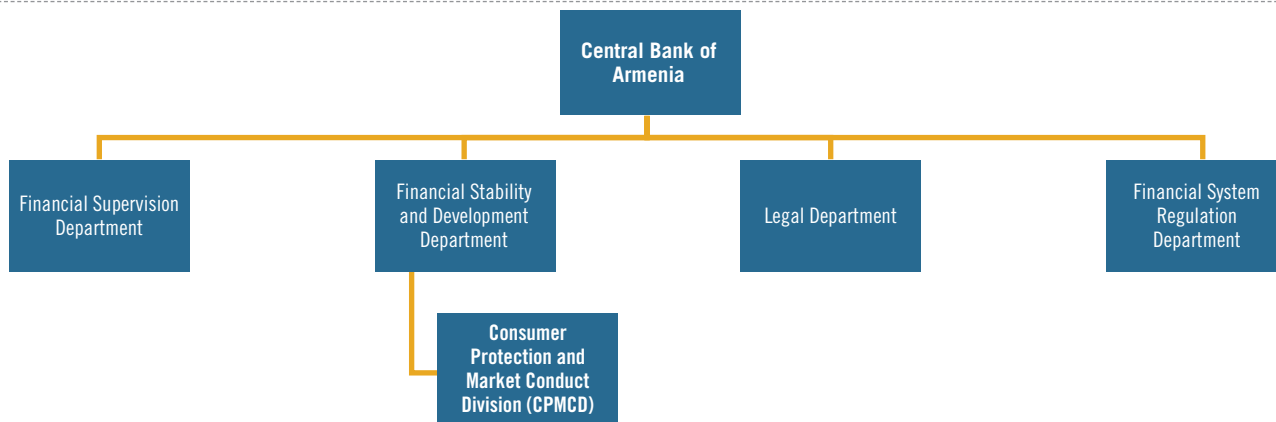 Central Bank of
Armenia
Financial Supervision
Department
Financial Stability
and Development
Department
Legal Department
Financial System
Regulation
Department
Consumer
Protection and
Market Conduct
Division (CPMCD)